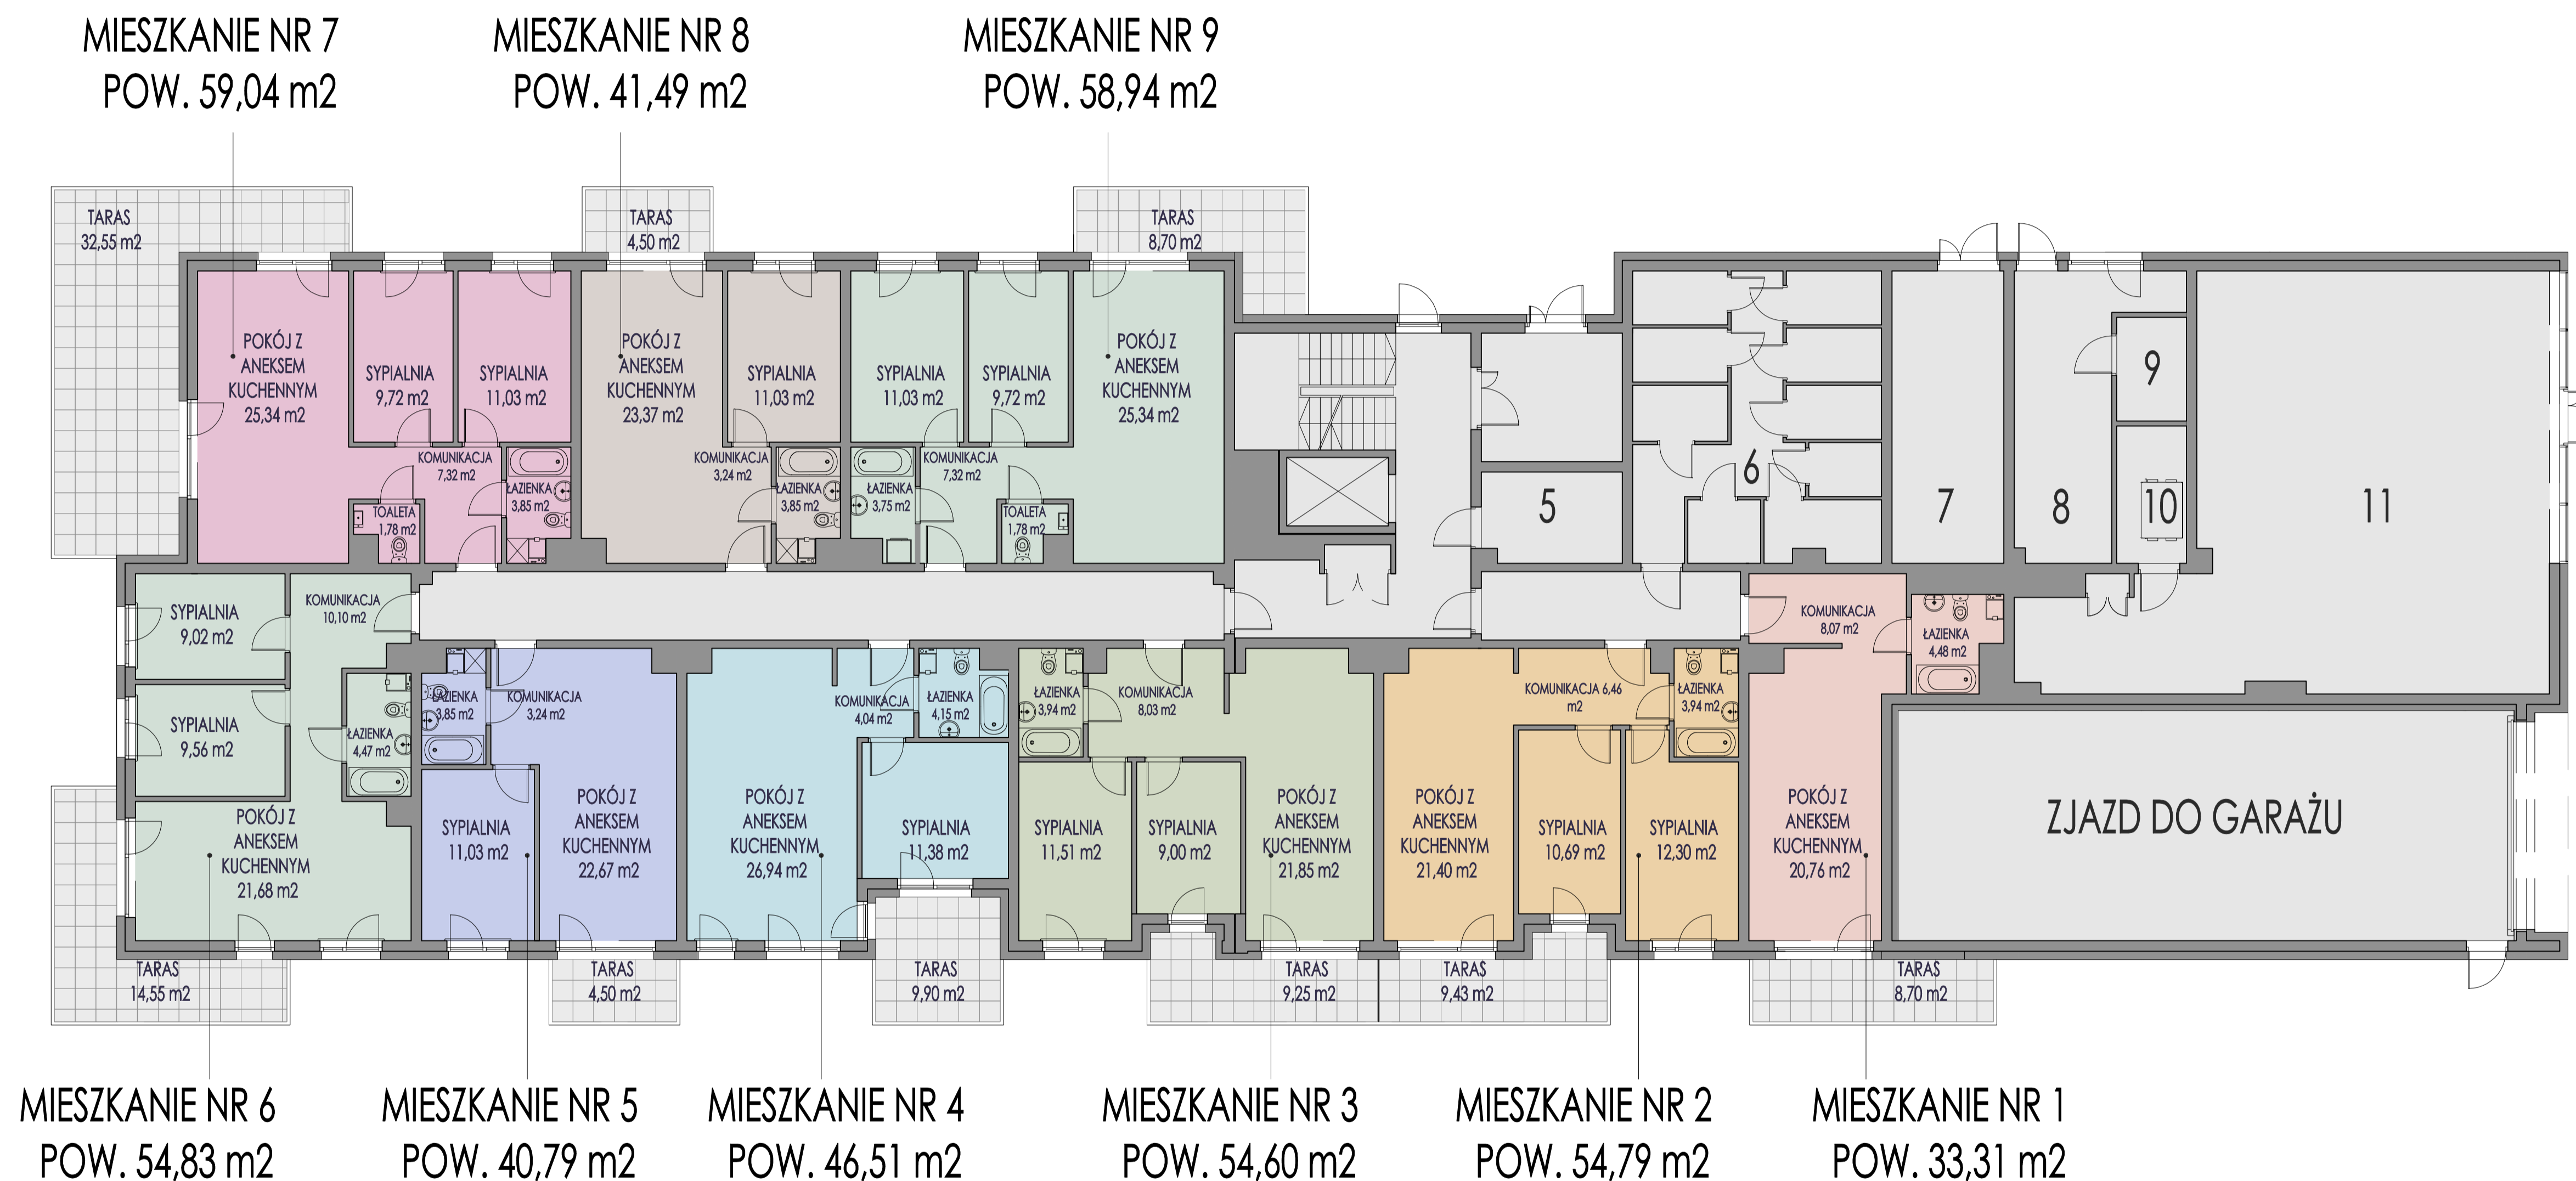 MIESZKANIE NR 7
POW. 59,04 m2
MIESZKANIE NR 8
POW. 41,49 m2
MIESZKANIE NR 9
POW. 58,94 m2
TARAS
32,55 m2
TARAS
4,50 m2
TARAS
8,70 m2
POKÓJ Z
ANEKSEM
KUCHENNYM
25,34 m2
SYPIALNIA
9,72 m2
SYPIALNIA
11,03 m2
KOMUNIKACJA
7,32 m2
ŁAZIENKA
3,85 m2
TOALETA
1,78 m2
POKÓJ Z
ANEKSEM
KUCHENNYM
23,37 m2
SYPIALNIA
11,03 m2
KOMUNIKACJA
3,24 m2
ŁAZIENKA
3,85 m2
SYPIALNIA
11,03 m2
SYPIALNIA
9,72 m2
POKÓJ Z
ANEKSEM
KUCHENNYM
25,34 m2
ŁAZIENKA
3,75 m2
KOMUNIKACJA
7,32 m2
TOALETA
1,78 m2
5
6
7
8
9
10
11
SYPIALNIA
9,02 m2
KOMUNIKACJA
10,10 m2
SYPIALNIA
9,56 m2
ŁAZIENKA
4,47 m2
POKÓJ Z
ANEKSEM
KUCHENNYM
21,68 m2
ŁAZIENKA
3,85 m2
KOMUNIKACJA
3,24 m2
SYPIALNIA
11,03 m2
POKÓJ Z
ANEKSEM
KUCHENNYM
22,67 m2
KOMUNIKACJA
4,04 m2
ŁAZIENKA
4,15 m2
POKÓJ Z
ANEKSEM
KUCHENNYM
26,94 m2
SYPIALNIA
11,38 m2
ŁAZIENKA
3,94 m2
KOMUNIKACJA
8,03 m2
SYPIALNIA
11,51 m2
SYPIALNIA
9,00 m2
POKÓJ Z
ANEKSEM
KUCHENNYM
21,85 m2
KOMUNIKACJA 6,46
m2
ŁAZIENKA
3,94 m2
POKÓJ Z
ANEKSEM
KUCHENNYM
21,40 m2
SYPIALNIA
10,69 m2
SYPIALNIA
12,30 m2
KOMUNIKACJA
8,07 m2
ŁAZIENKA
4,48 m2
POKÓJ Z
ANEKSEM
KUCHENNYM
20,76 m2
ZJAZD DO GARAŻU
TARAS
14,55 m2
TARAS
4,50 m2
TARAS
9,90 m2
TARAS
9,25 m2
TARAS
9,43 m2
TARAS
8,70 m2
MIESZKANIE NR 6
POW. 54,83 m2
MIESZKANIE NR 5
POW. 40,79 m2
MIESZKANIE NR 4
POW. 46,51 m2
MIESZKANIE NR 3
POW. 54,60 m2
MIESZKANIE NR 2
POW. 54,79 m2
MIESZKANIE NR 1
POW. 33,31 m2